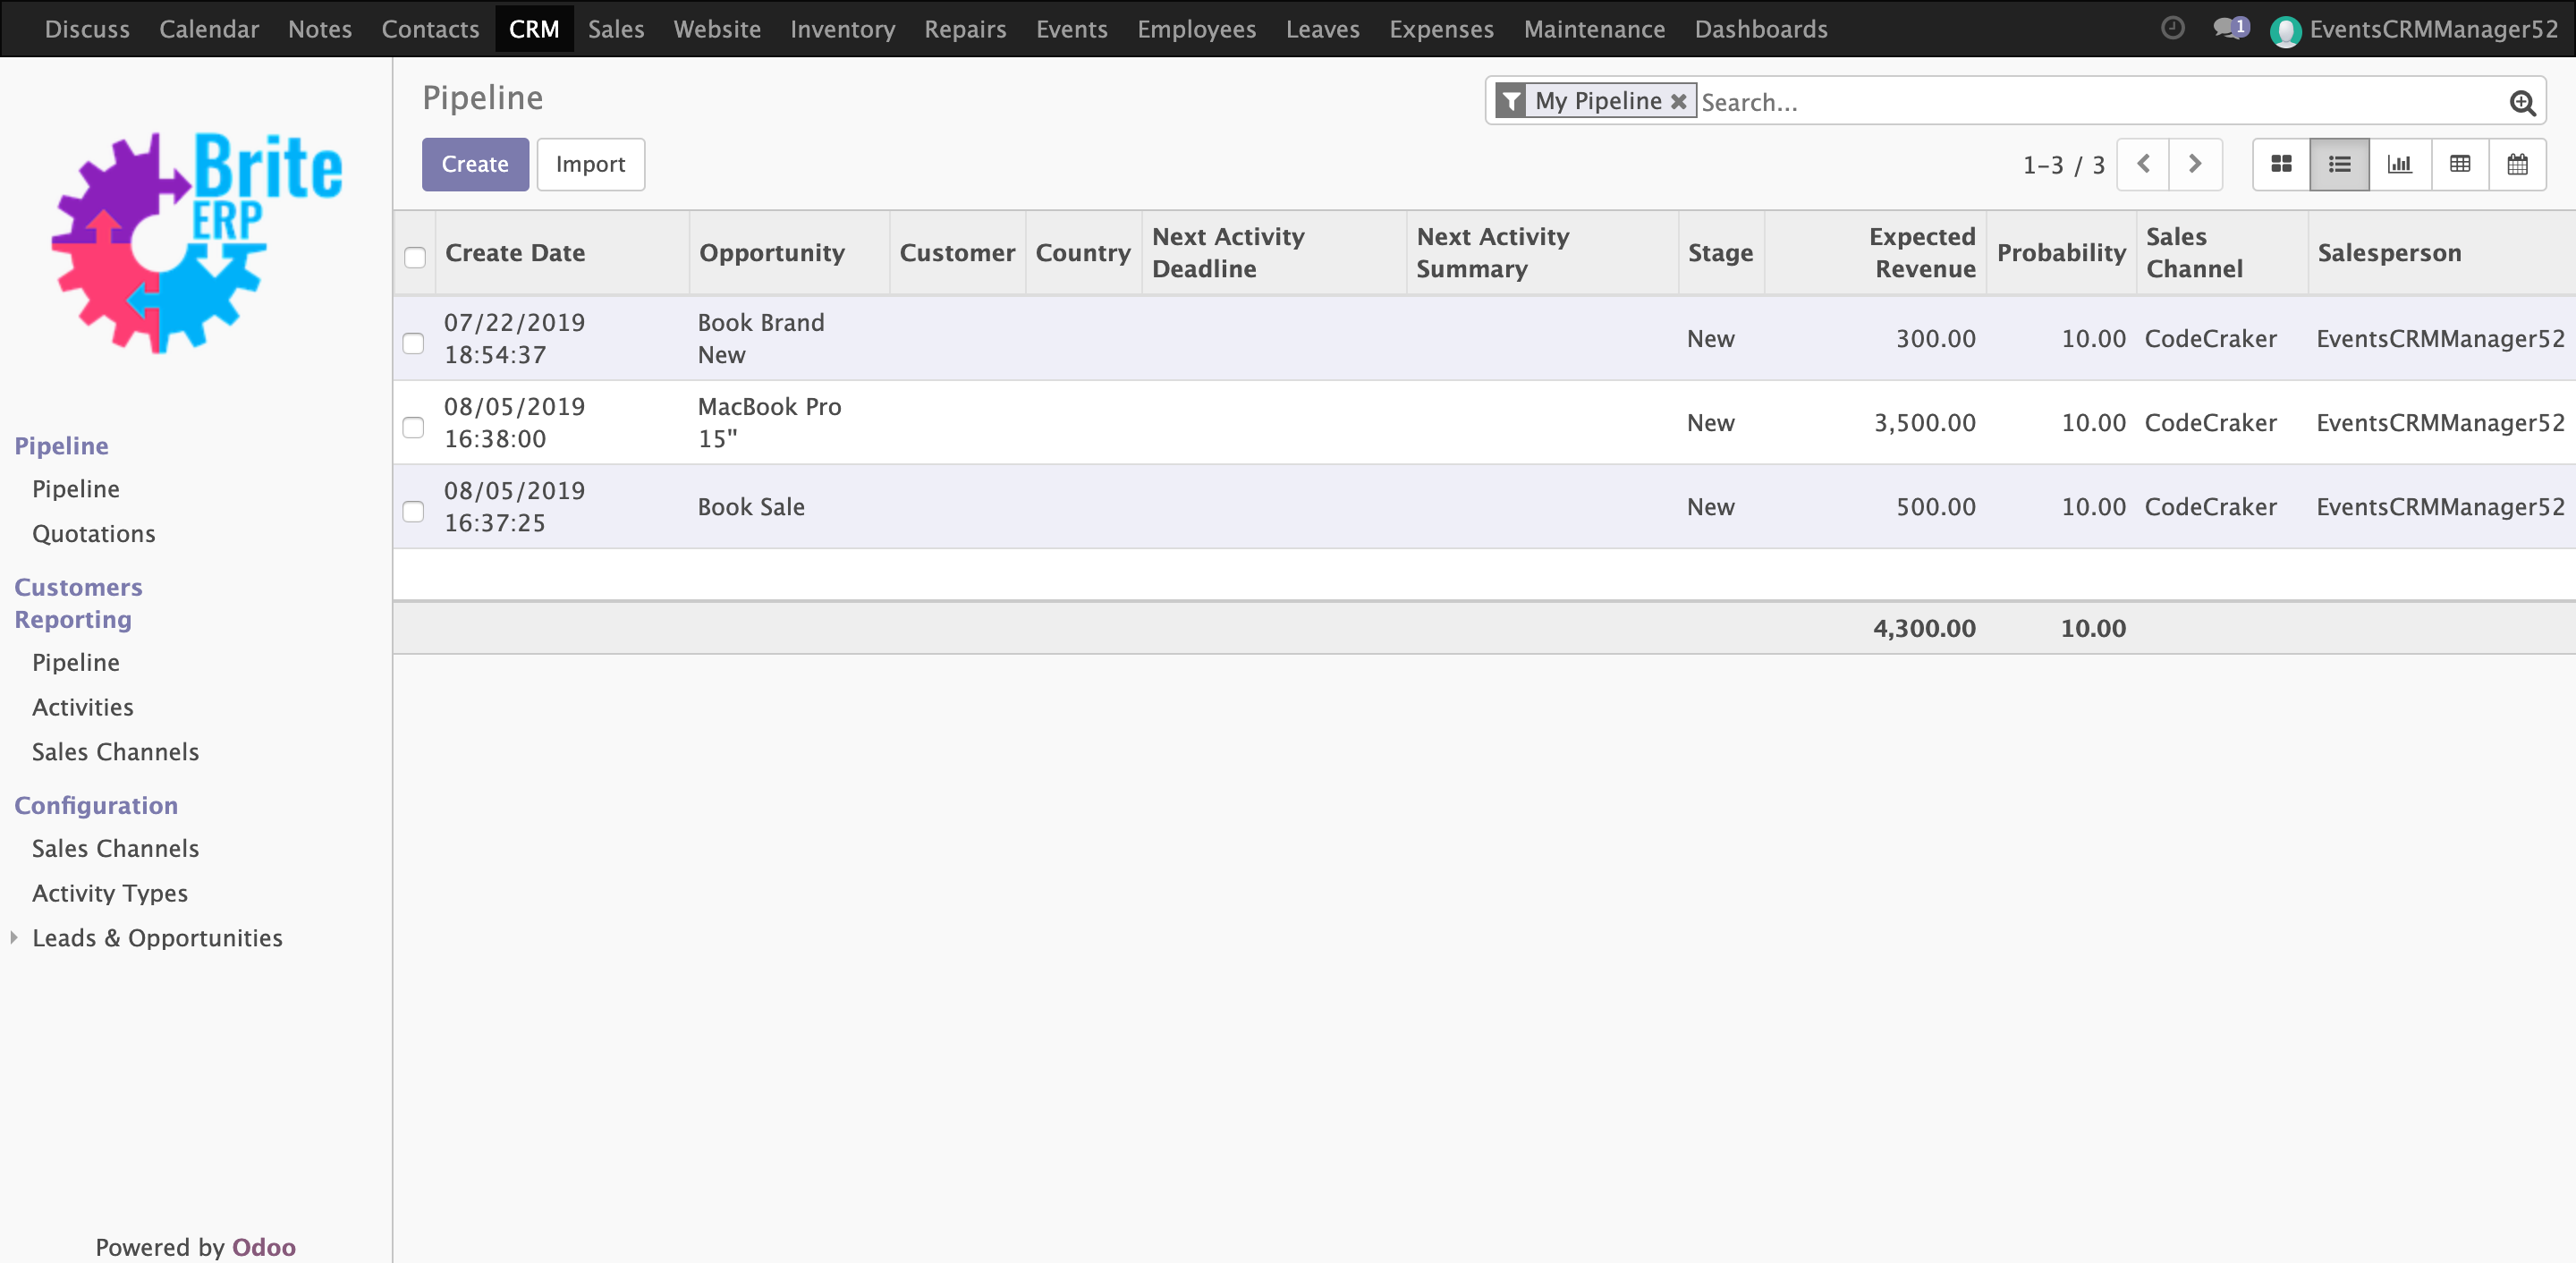 Discuss Calendar Notes Contacts CRM Sales Website Inventory Repairs Events Employees Leaves Expenses Maintenance Dashboards 1 EventsCRMManager52
Brite
ERP
Pipeline
Pipeline
Quotations
Customers
Reporting
Pipeline
Activities
Sales Channels
Configuration
Sales Channels
Activity Types
Leads & Opportunities
Powered by Odoo
Pipeline
My Pipeline Search...
Create Import
1-3 / 3
Create Date Opportunity Customer Country Next Activity Deadline Next Activity Summary Stage Expected Revenue Probability Sales Channel Salesperson
07/22/2019 18:54:37 Book Brand New New 300.00 10.00 CodeCraker EventsCRMManager52
08/05/2019 16:38:00 MacBook Pro 15" New 3,500.00 10.00 CodeCraker EventsCRMManager52
08/05/2019 16:37:25 Book Sale New 500.00 10.00 CodeCraker EventsCRMManager52
4,300.00 10.00